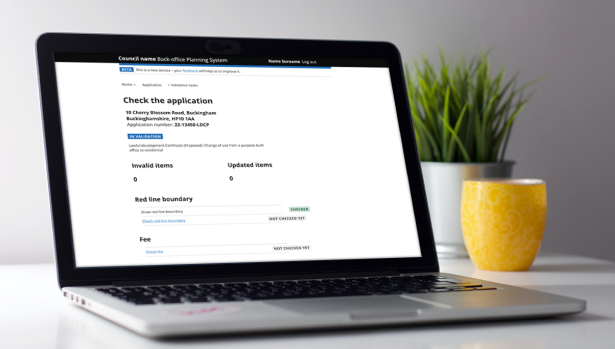 Council name Back-office Planning System Name Surname Log out
BETA This is a new service – your feedback will help us to improve it.
Home > Application > Validation tasks
Check the application
10 Cherry Blossom Road, Buckingham
Buckinghamshire, HP10 1AA
Application number: 22-13450-LDCP
IN VALIDATION
Lawful development Certificate (Proposed): Change of use from a purpose built
office to residential
Invalid items Updated items
0 0
Red line boundary
Draw red line boundary CHECKED
Check red line boundary NOT CHECKED YET
Fee
Check fee NOT CHECKED YET